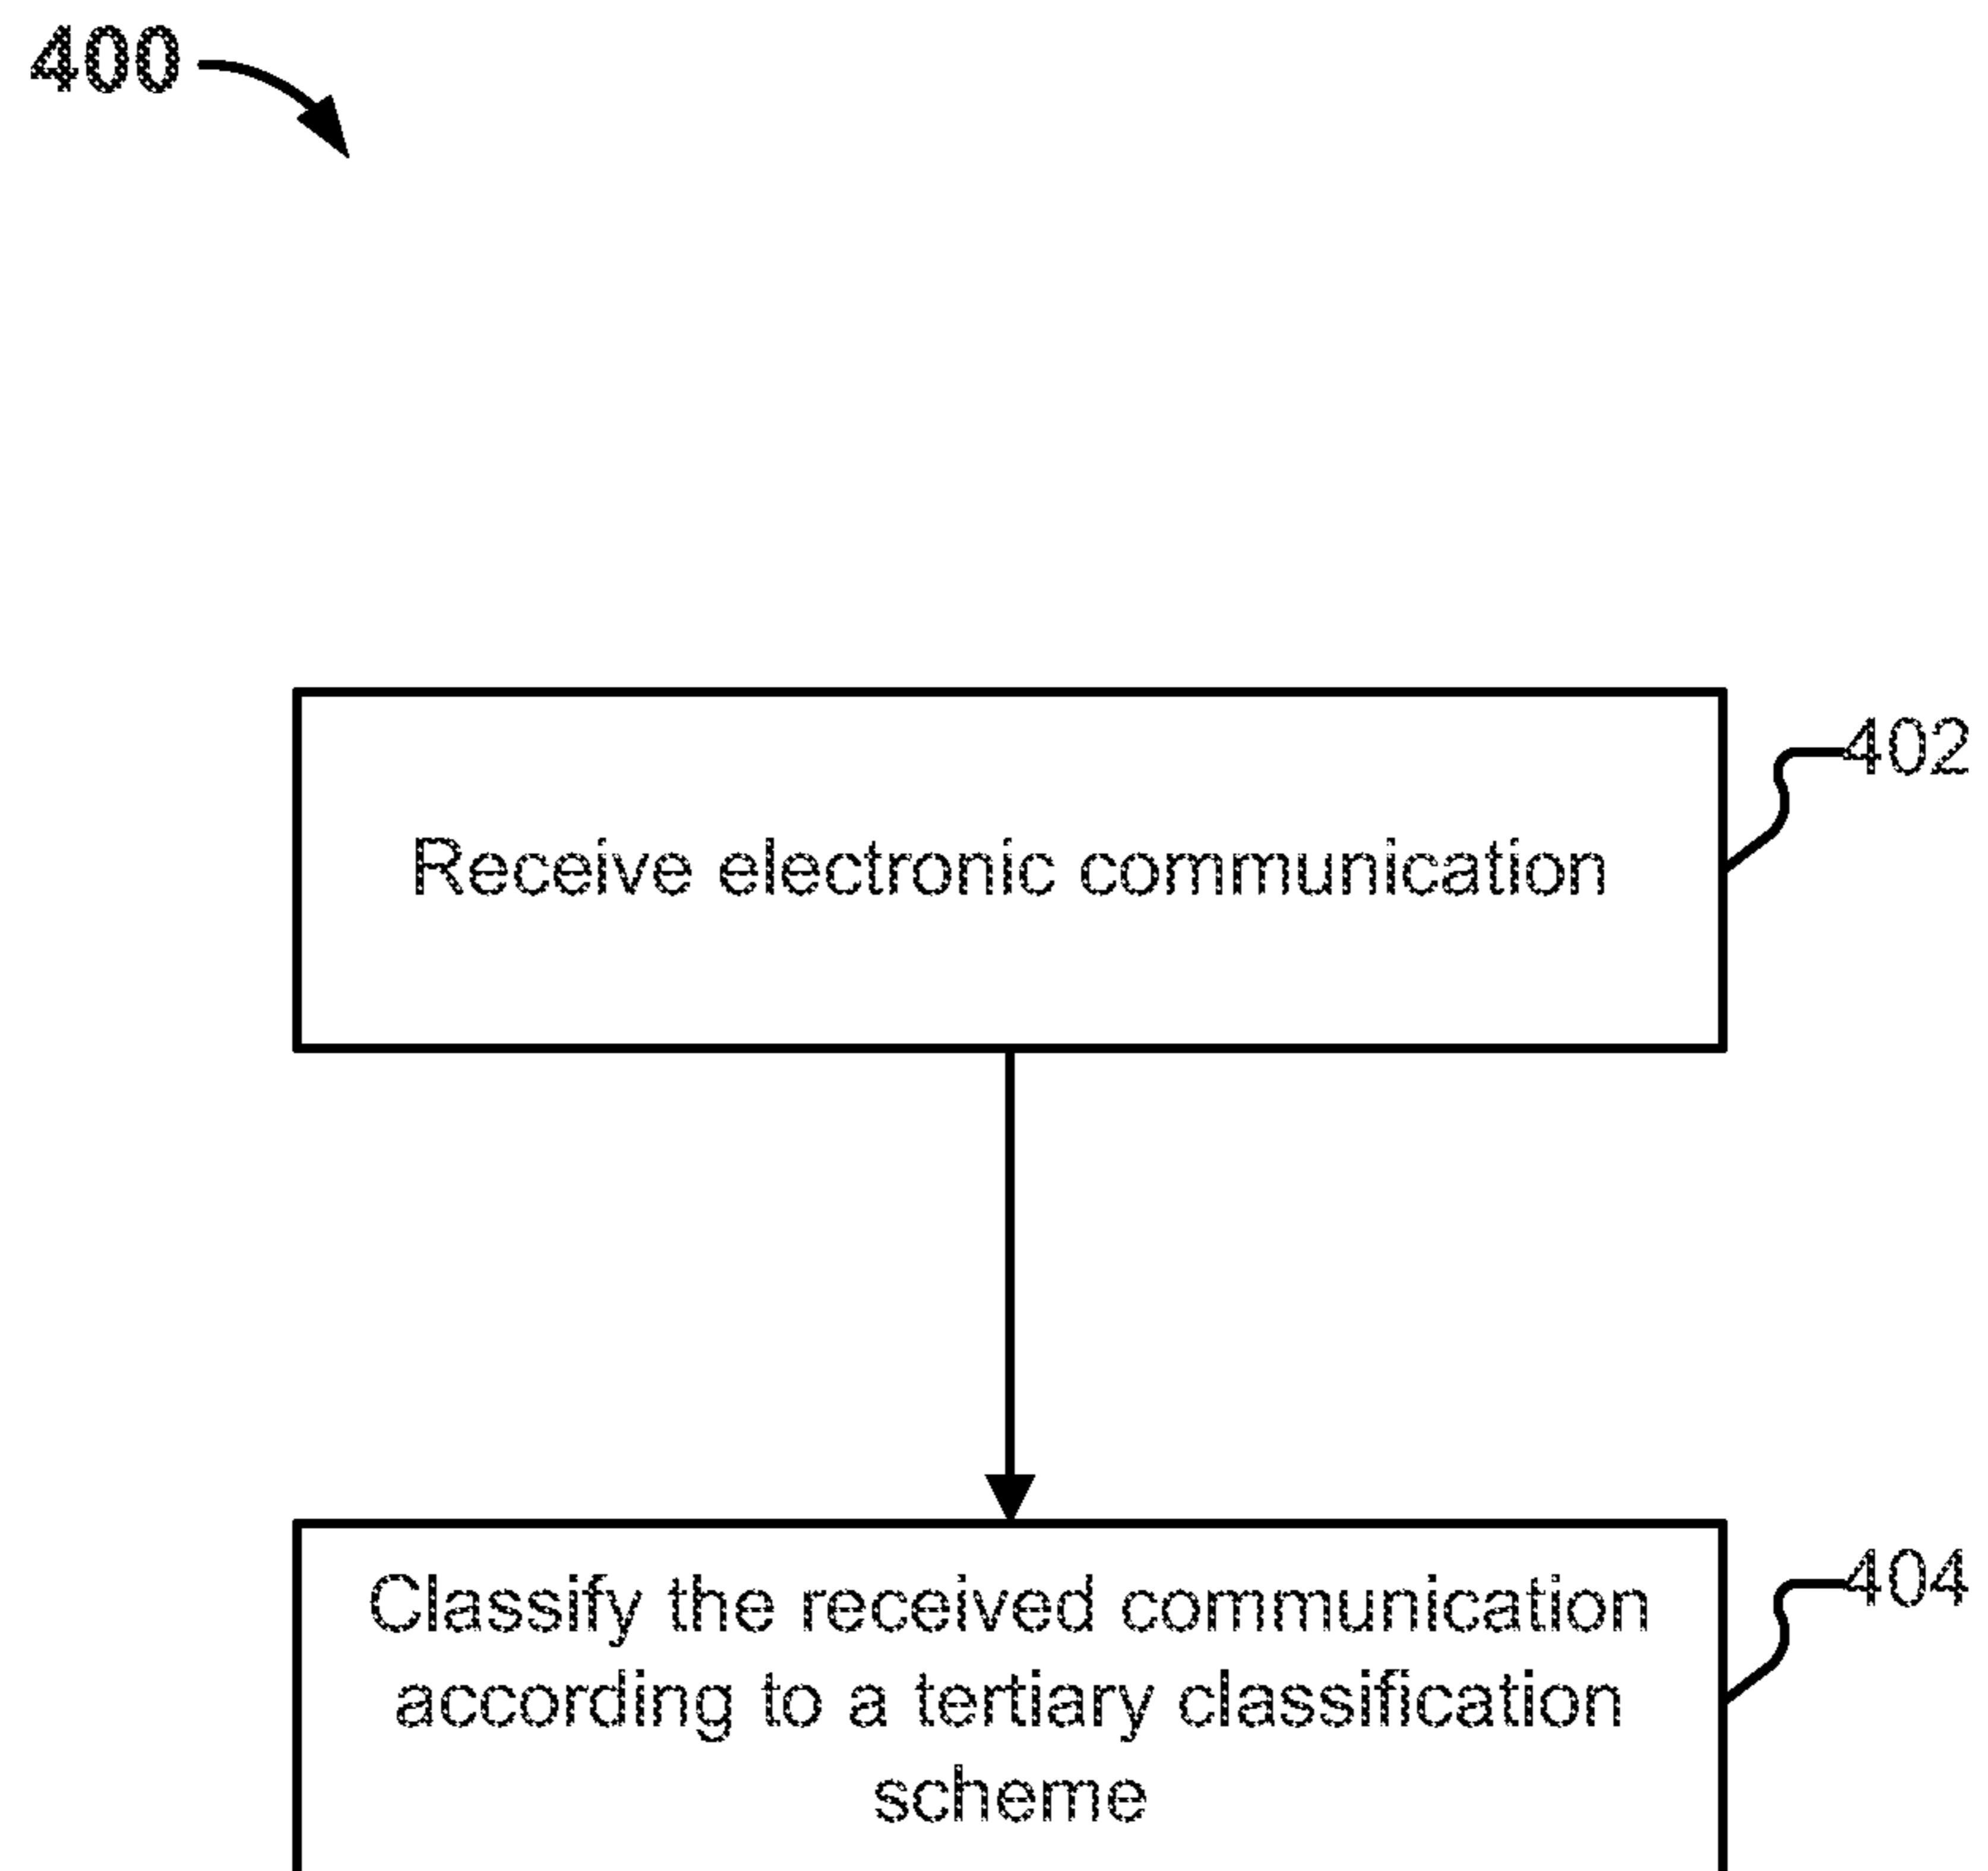 400
402
Receive electronic communication
404
Classify the received communication
according to a tertiary classification
scheme